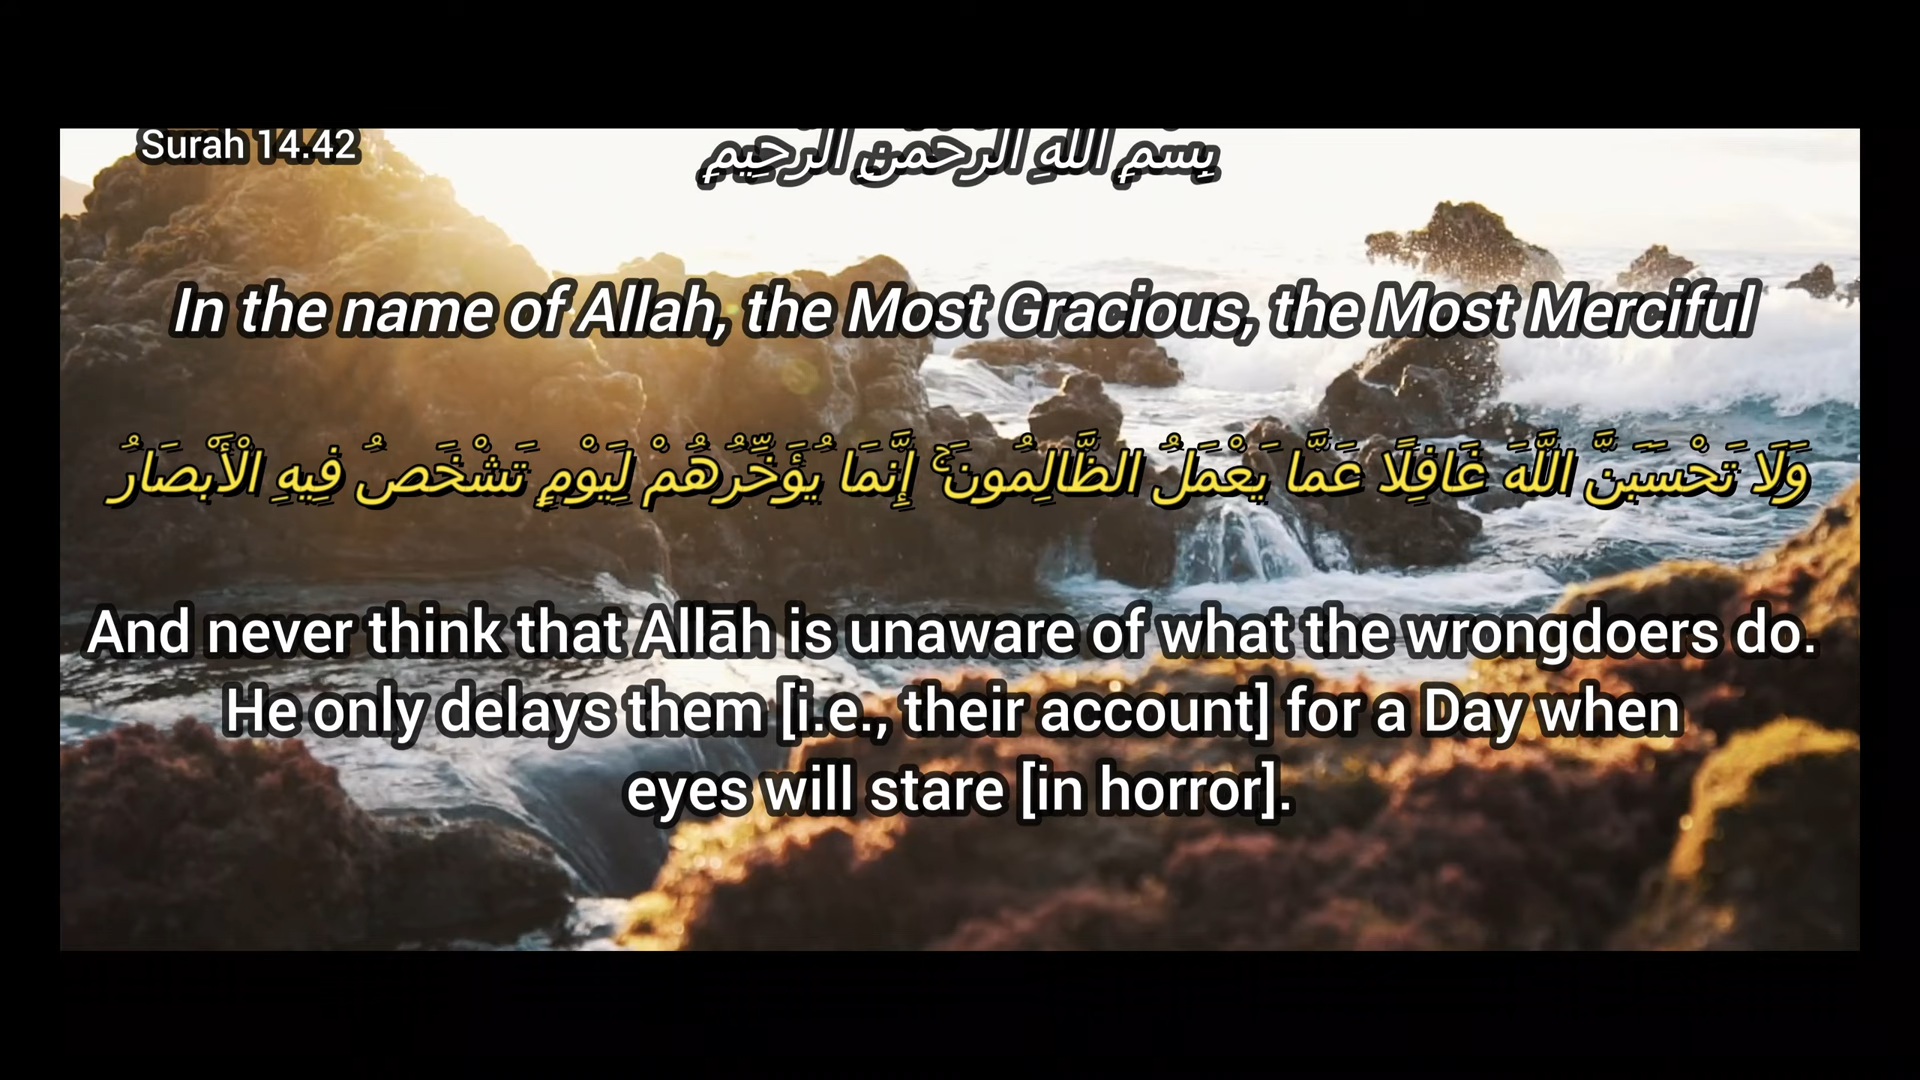 Surah 14.42
بِسمِ اللهِ الرحمنِ الرحِيمِ
In the name of Allah, the Most Gracious, the Most Merciful
وَلَا تَحْسَبَنَّ اللَّهَ غَافِلًا عَمَّا يَعْمَلُ الظَّالِمُونَ ۚ إِنَّمَا يُؤَخِّرُهُمْ لِيَوْمٍ تَشْخَصُ فِيهِ الْأَبْصَارُ
And never think that Allāh is unaware of what the wrongdoers do.
He only delays them [i.e., their account] for a Day when
eyes will stare [in horror].